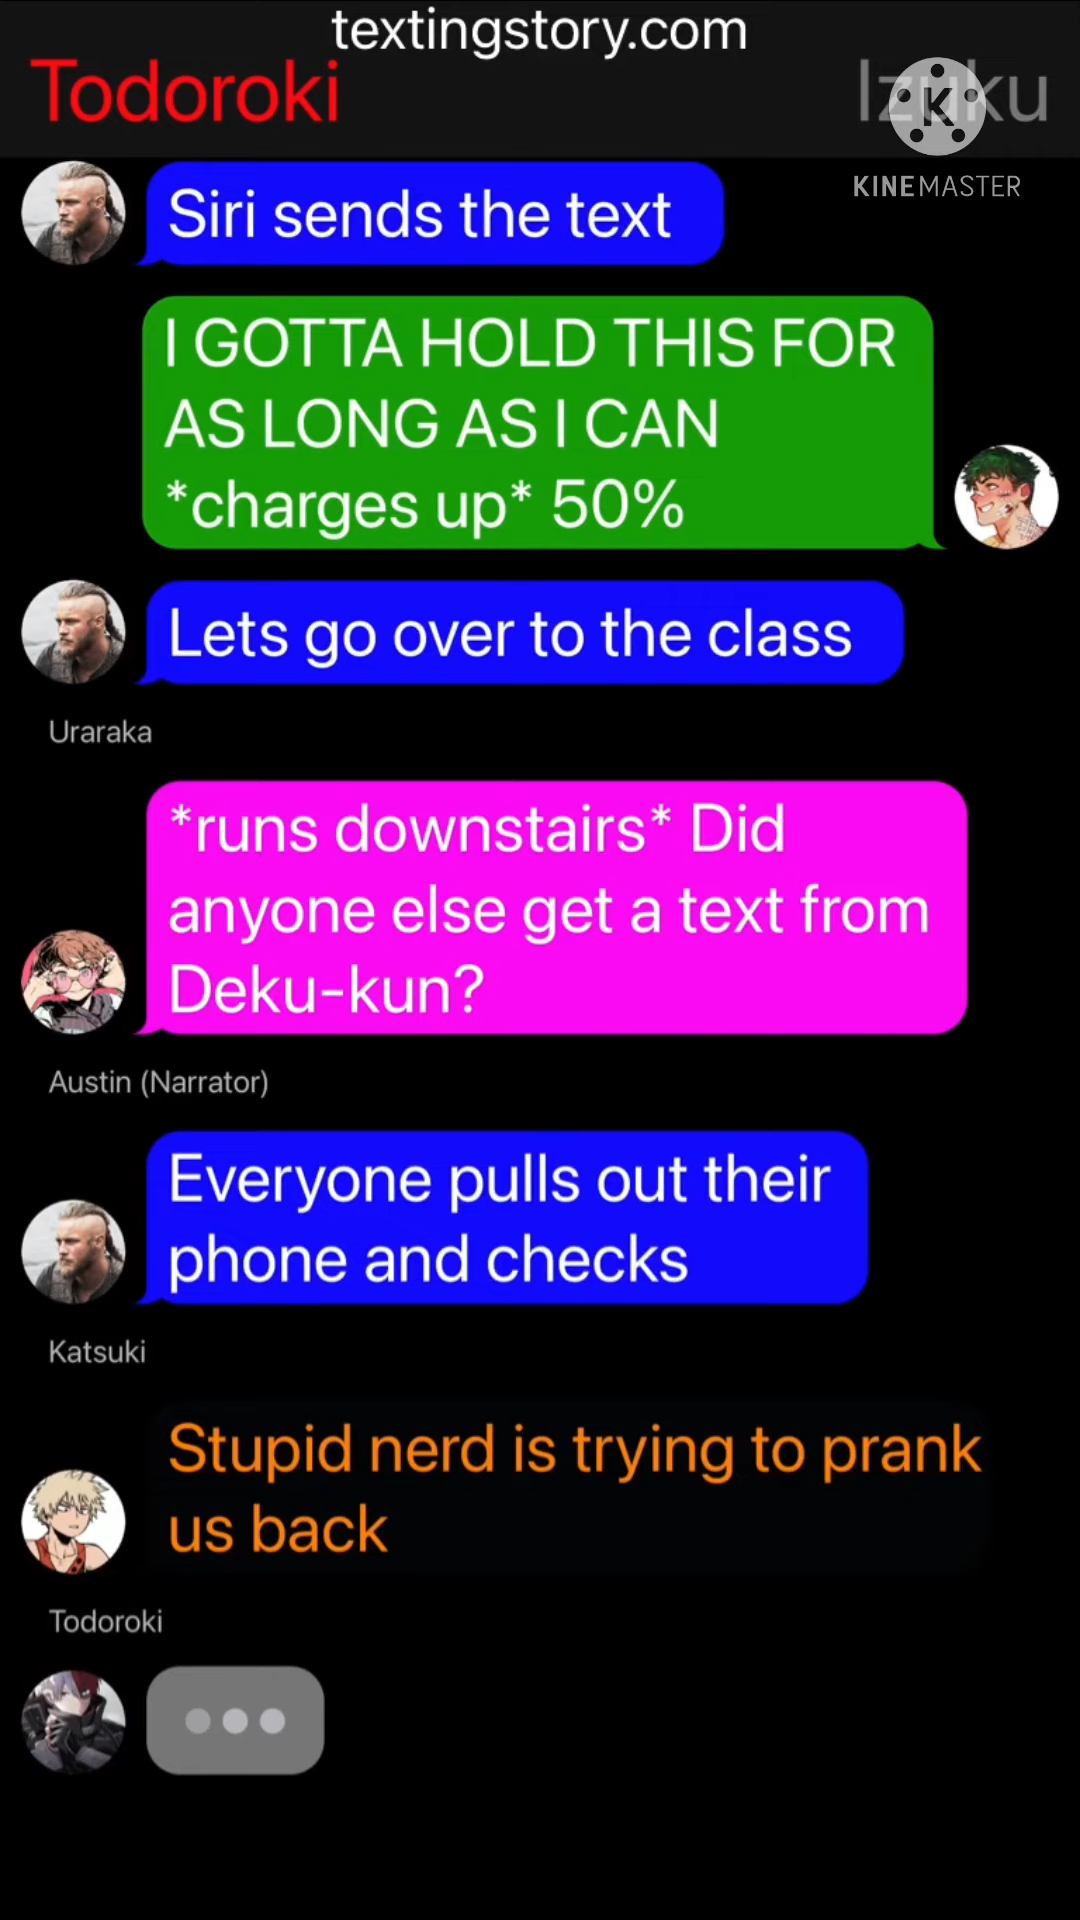 textingstory.com
Todoroki
Izuku
K
KINEMASTER
Siri sends the text
I GOTTA HOLD THIS FOR
AS LONG AS I CAN
*charges up* 50%
Lets go over to the class
Uraraka
*runs downstairs* Did
anyone else get a text from
Deku-kun?
Austin (Narrator)
Everyone pulls out their
phone and checks
Katsuki
Stupid nerd is trying to prank
us back
Todoroki